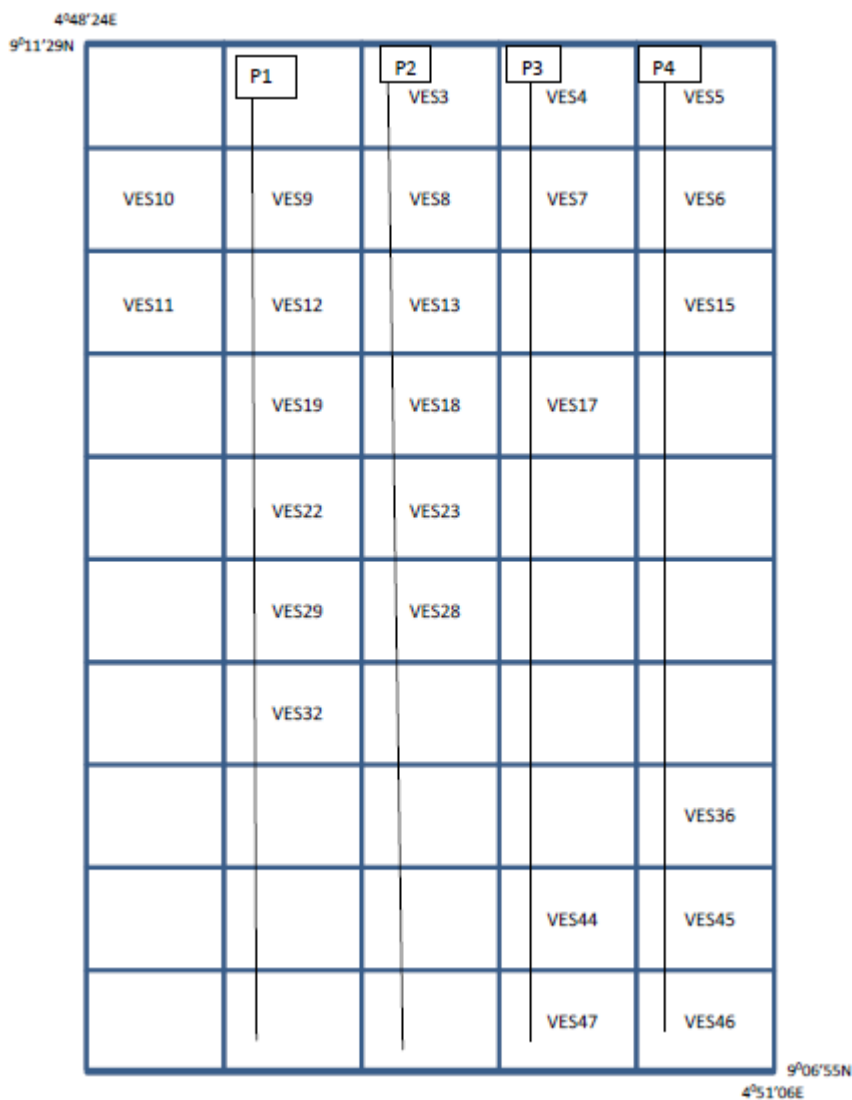 4⁰48'24E
9⁰11'29N
P1 P2 P3 P4
VES3 VES4 VES5
VES10 VES9 VES8 VES7 VES6
VES11 VES12 VES13 VES15
VES19 VES18 VES17
VES22 VES23
VES29 VES28
VES32
VES36
VES44 VES45
VES47 VES46
9⁰06'55N
4⁰51'06E